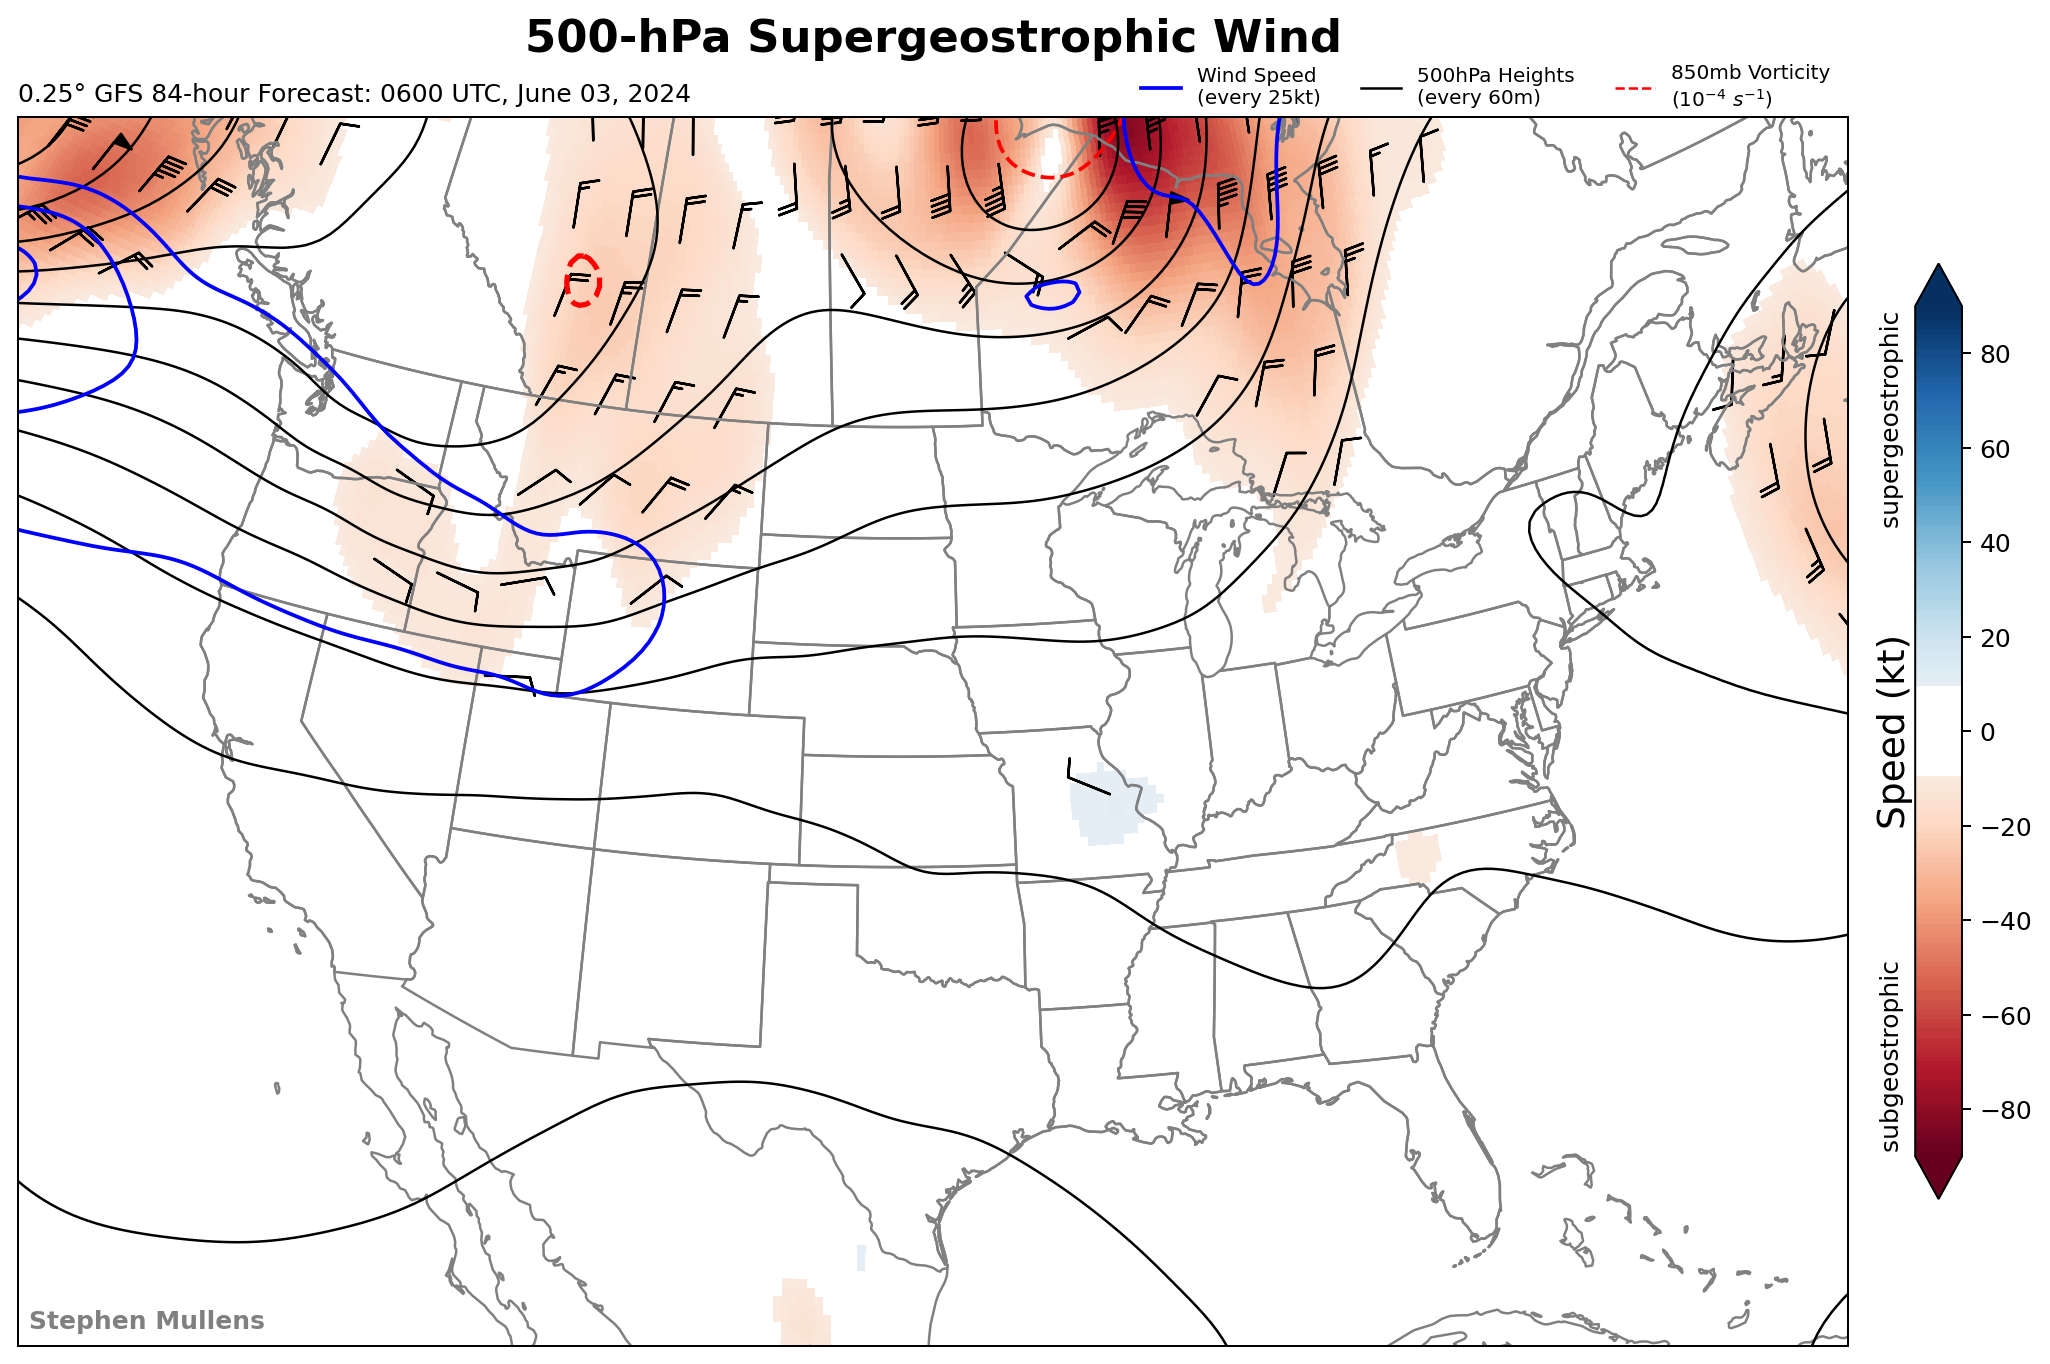 500-hPa Supergeostrophic Wind
0.25° GFS 84-hour Forecast: 0600 UTC, June 03, 2024
Wind Speed
(every 25kt)
500hPa Heights
(every 60m)
850mb Vorticity
(10⁻⁴ s⁻¹)
supergeostrophic
Speed (kt)
subgeostrophic
80
60
40
20
0
−20
−40
−60
−80
Stephen Mullens